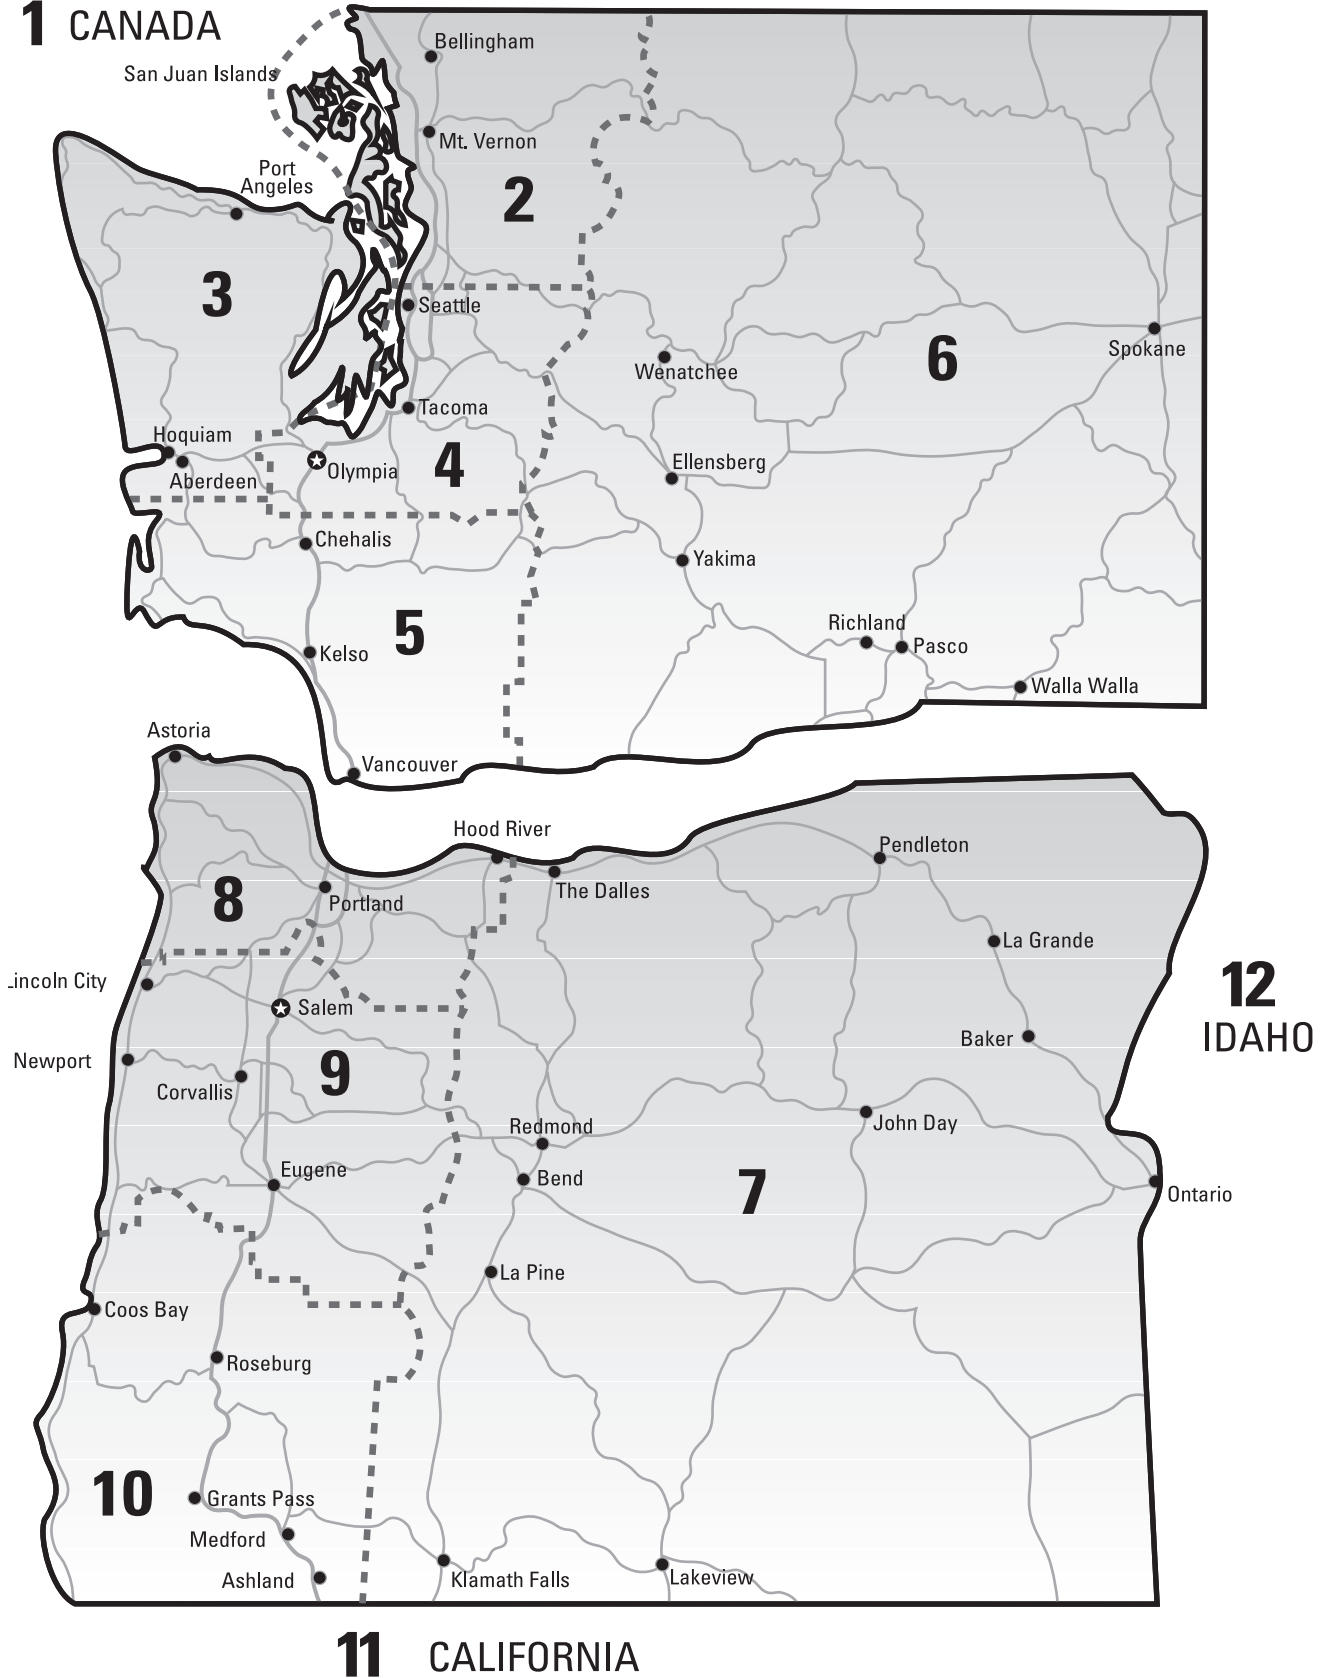 1 CANADA
Bellingham
San Juan Islands
Mt. Vernon
Port
Angeles
2
3
Seattle
Spokane
6
Wenatchee
Tacoma
Hoquiam
Ellensberg
4
Olympia
Aberdeen
Chehalis
Yakima
Richland
5
Pasco
Kelso
Walla Walla
Astoria
Vancouver
Hood River
Pendleton
The Dalles
8
Portland
La Grande
Lincoln City
12
IDAHO
Salem
Baker
Newport
9
Corvallis
John Day
Redmond
Eugene
Bend
7
Ontario
La Pine
Coos Bay
Roseburg
10
Grants Pass
Medford
Ashland
Klamath Falls
Lakeview
11 CALIFORNIA